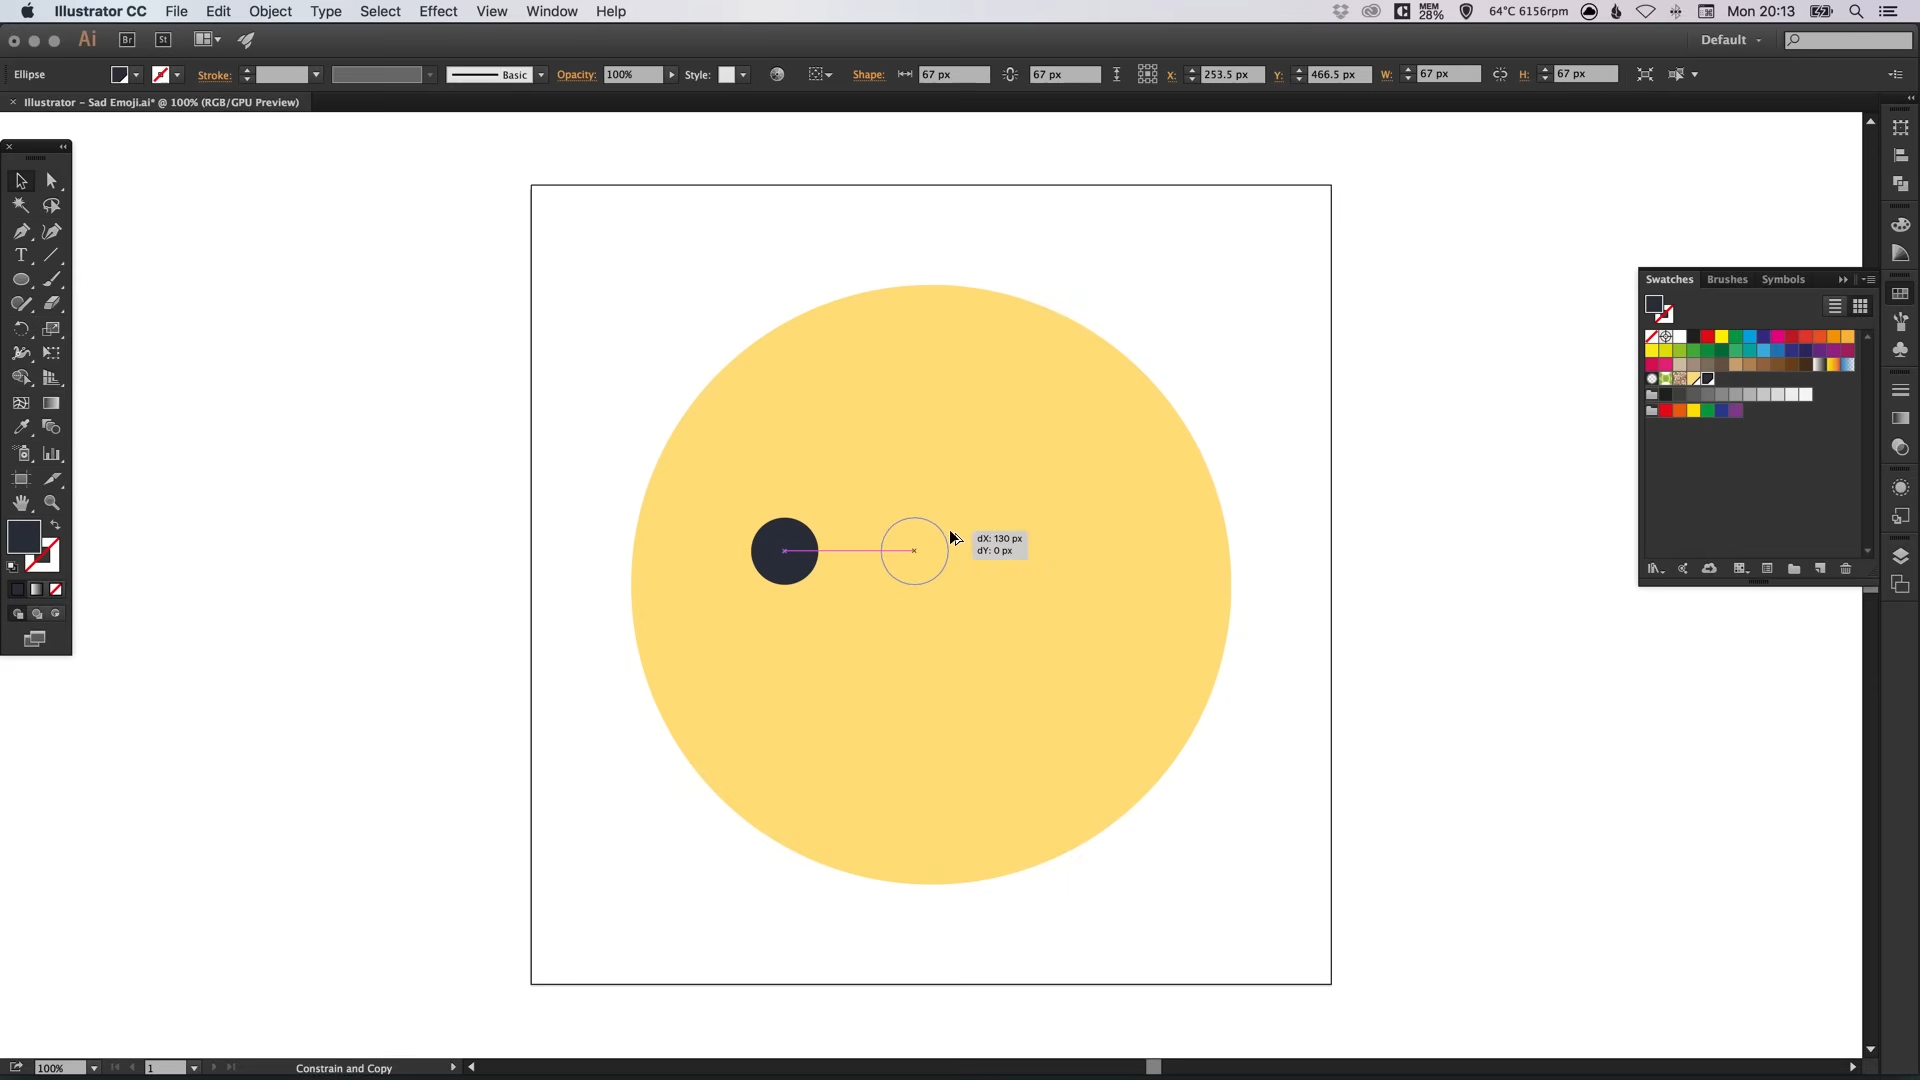 Illustrator CC File Edit Object Type Select Effect View Window Help MEM 28% 64°C 6156rpm Mon 20:13
Ai Br St Default
Ellipse Stroke: Basic Opacity: 100% Style: Shape: 67 px 67 px X: 253.5 px Y: 466.5 px W: 67 px H: 67 px
× Illustrator – Sad Emoji.ai* @ 100% (RGB/GPU Preview)
Swatches Brushes Symbols
T
dX: 130 px
dY: 0 px
100% 1 Constrain and Copy